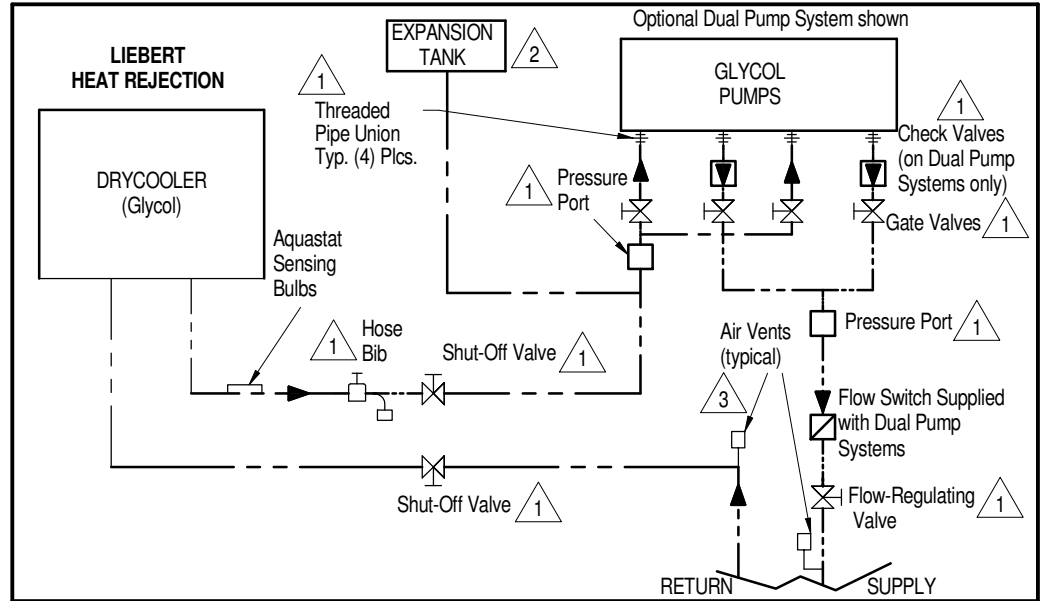 Optional Dual Pump System shown
LIEBERT
HEAT REJECTION
EXPANSION
TANK
2
1
Threaded
Pipe Union
Typ. (4) Plcs.
GLYCOL
PUMPS
1
Check Valves
(on Dual Pump
Systems only)
DRYCOOLER
(Glycol)
1
Pressure
Port
Gate Valves
1
Aquastat
Sensing
Bulbs
1
Hose
Bib
Shut-Off Valve
1
Air Vents
(typical)
3
Pressure Port
1
Flow Switch Supplied
with Dual Pump
Systems
Shut-Off Valve
1
Flow-Regulating
Valve
1
RETURN
SUPPLY